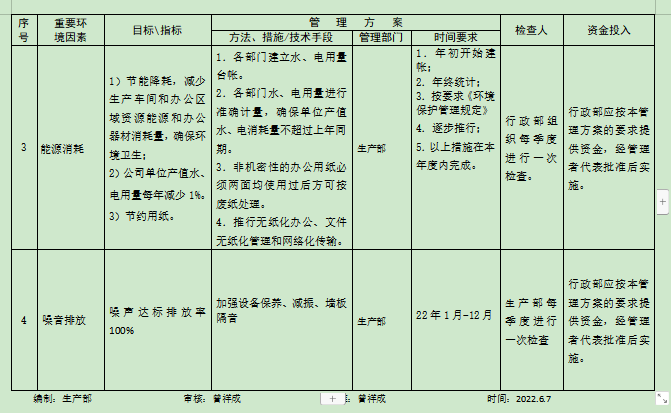 序号
重要环境因素
目标\指标
管 理 方 案
方法、措施/技术手段
管理部门
时间要求
检查人
资金投入
3
能源消耗
1）节能降耗，减少
生产车间和办公区
域资源能源和办公
器材消耗量，确保环
境卫生；
2）公司单位产值水、
电用量每年减少 1%。
3）节约用纸。
1．各部门建立水、电用量
台帐。
2．各部门水、电用量进行
准确计量，确保单位产值
水、电消耗量不超过上年同
期。
3．非机密性的办公用纸必
须两面均使用过后方可按
废纸处理。
4．推行无纸化办公、文件
无纸化管理和网络化传输。
生产部
1．年初开始建
帐；
2．年终统计；
3．按要求《环境
保护管理规定》
4．逐步推行；
5．以上措施在本
年度内完成。
行政部组
织每季度
进行一次
检查。
行政部应按本管
理方案的要求提
供资金，经管理
者代表批准后实
施。
4
噪音排放
噪声达标排放率
100%
加强设备保养、减振、墙板
隔音
生产部
22 年 1 月-12 月
生产部每
季度进行
一次检查
行政部应按本管
理方案的要求提
供资金，经管理
者代表批准后实
施。
编制：生产部
审核：曾祥成
：曾祥成
时间：2022.6.7